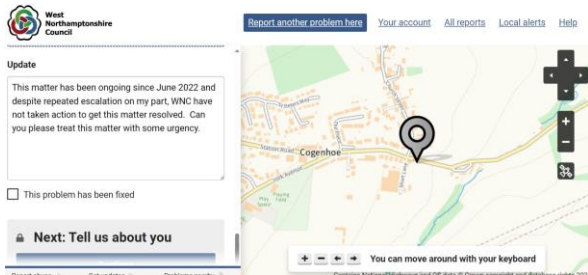 West
Northamptonshire
Council
Report another problem here
Your account
All reports
Local alerts
Help
Update
This matter has been ongoing since June 2022 and
despite repeated escalation on my part, WNC have
not taken action to get this matter resolved. Can
you please treat this matter with some urgency.
This problem has been fixed
Next: Tell us about you
Station Road
Cogenhoe
+ − ← → You can move around with your keyboard
+
−